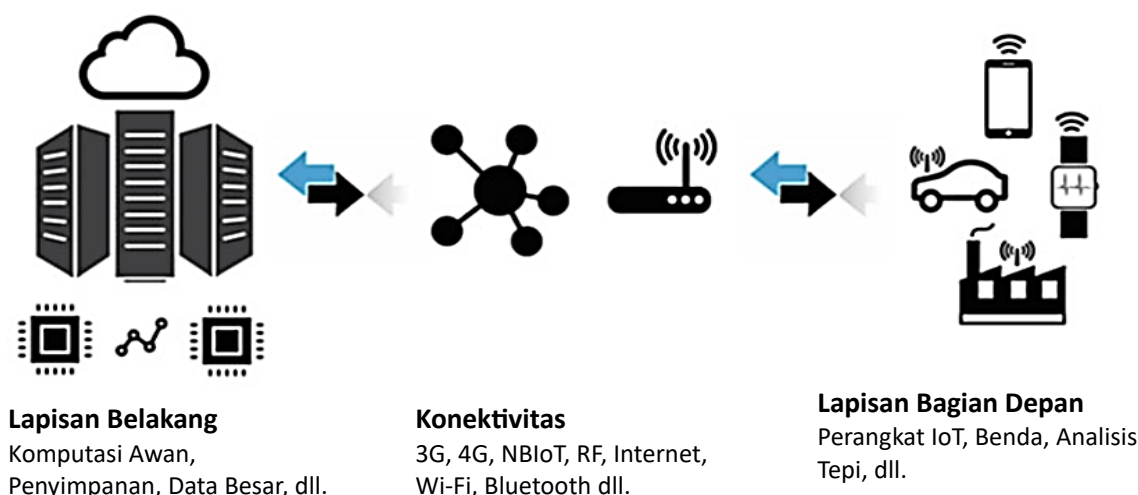 Lapisan Belakang
Komputasi Awan,
Penyimpanan, Data Besar, dll.
Konektivitas
3G, 4G, NBIoT, RF, Internet,
Wi-Fi, Bluetooth dll.
Lapisan Bagian Depan
Perangkat IoT, Benda, Analisis
Tepi, dll.